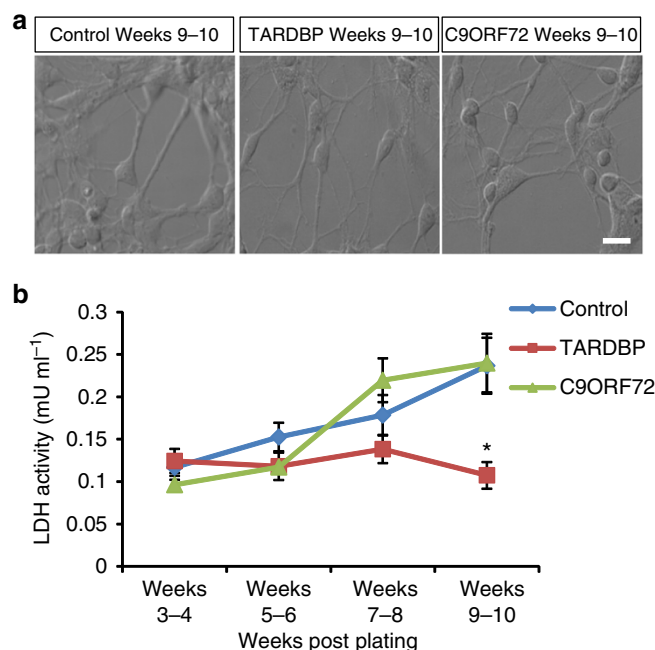 a
Control Weeks 9–10
TARDBP Weeks 9–10
C9ORF72 Weeks 9–10
b
0.3
0.25
0.2
0.15
0.1
0.05
0
LDH activity (mU ml⁻¹)
Control
TARDBP
C9ORF72
*
Weeks
3–4
Weeks
5–6
Weeks
7–8
Weeks
9–10
Weeks post plating